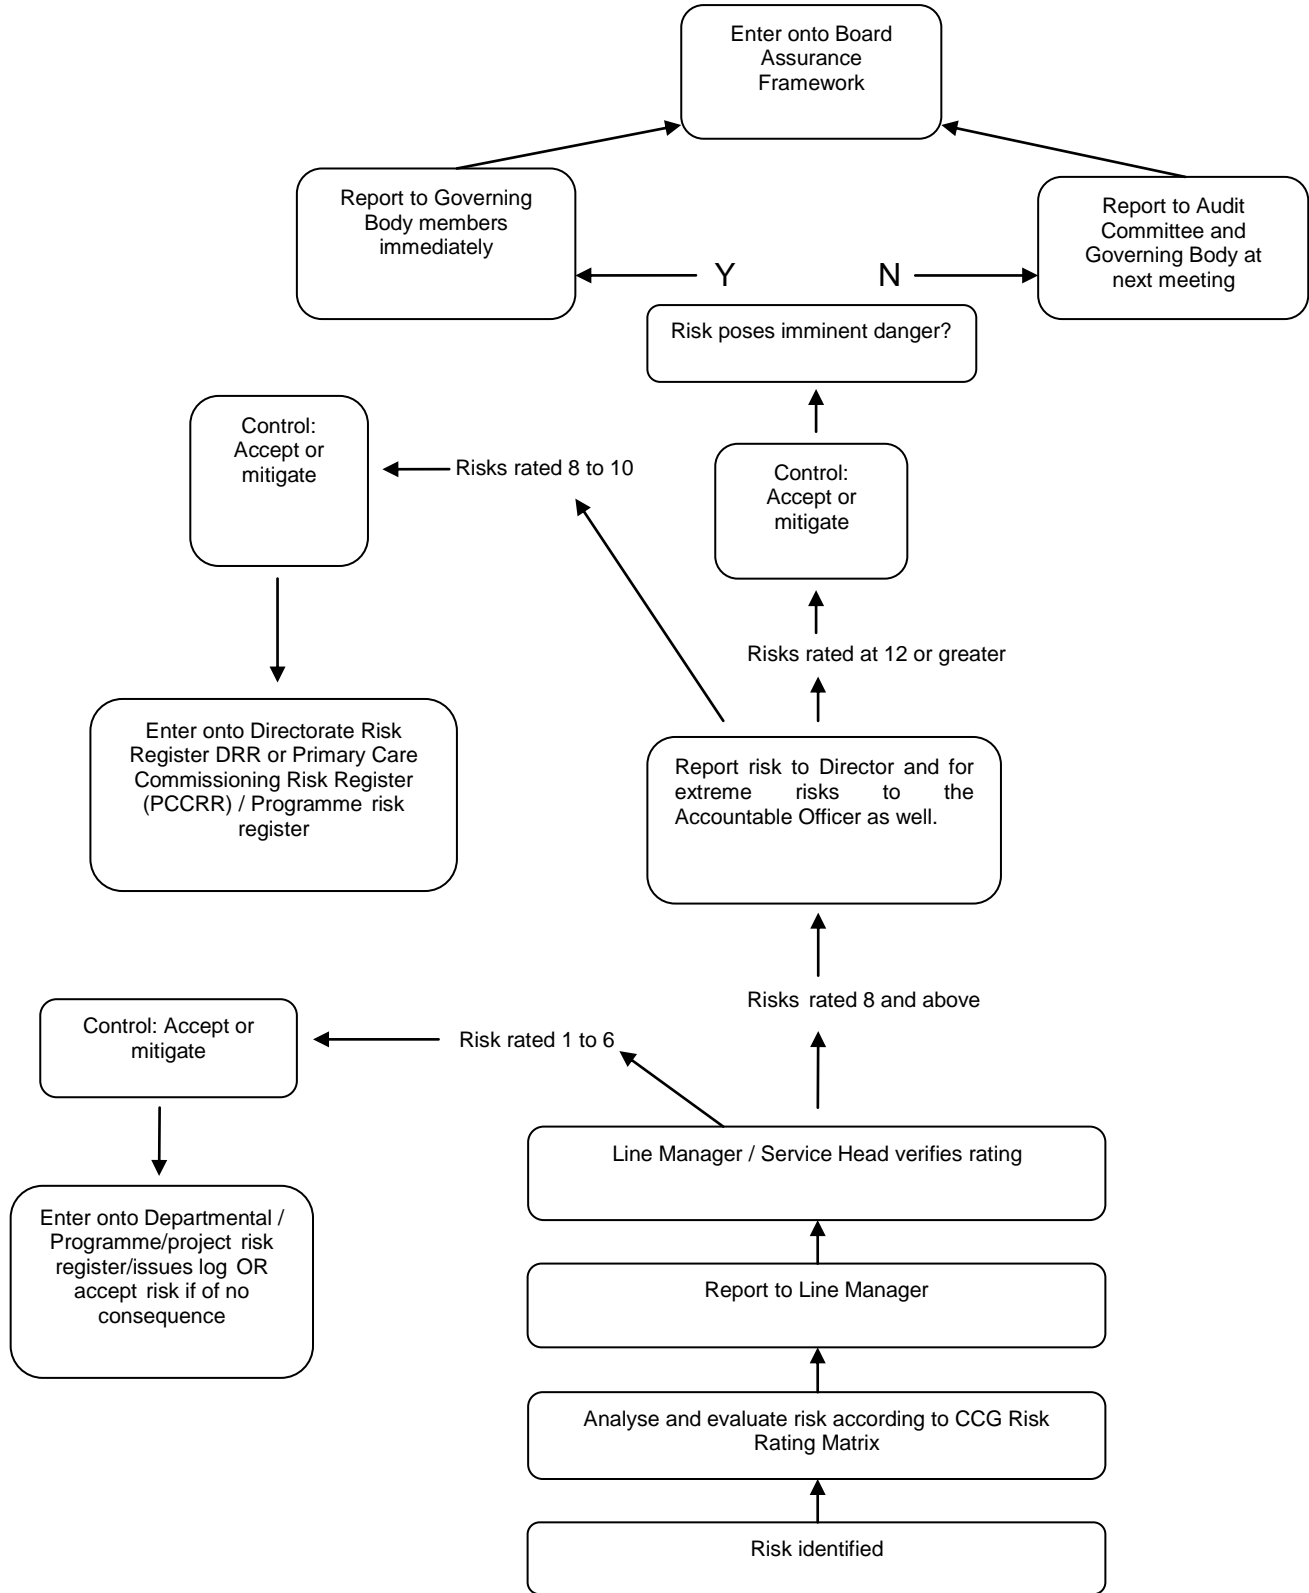 Enter onto Board
Assurance
Framework
Report to Governing
Body members
immediately
Report to Audit
Committee and
Governing Body at
next meeting
Y
N
Risk poses imminent danger?
Control:
Accept or
mitigate
Risks rated 8 to 10
Control:
Accept or
mitigate
Risks rated at 12 or greater
Enter onto Directorate Risk
Register DRR or Primary Care
Commissioning Risk Register
(PCCRR) / Programme risk
register
Report risk to Director and for
extreme risks to the
Accountable Officer as well.
Risks rated 8 and above
Control: Accept or
mitigate
Risk rated 1 to 6
Line Manager / Service Head verifies rating
Enter onto Departmental /
Programme/project risk
register/issues log OR
accept risk if of no
consequence
Report to Line Manager
Analyse and evaluate risk according to CCG Risk
Rating Matrix
Risk identified